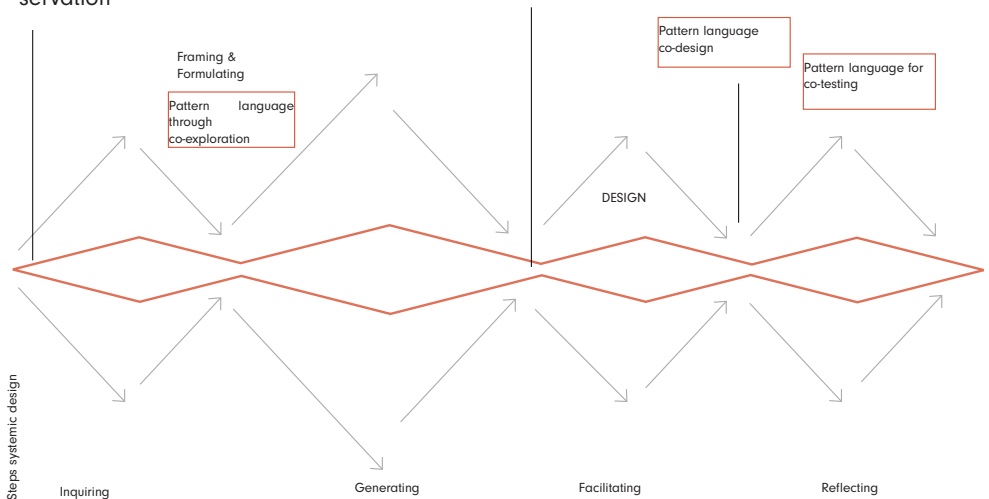 servation
Framing &
Formulating
Pattern language
through
co-exploration
Pattern language
co-design
Pattern language for
co-testing
DESIGN
Steps systemic design
Inquiring
Generating
Facilitating
Reflecting